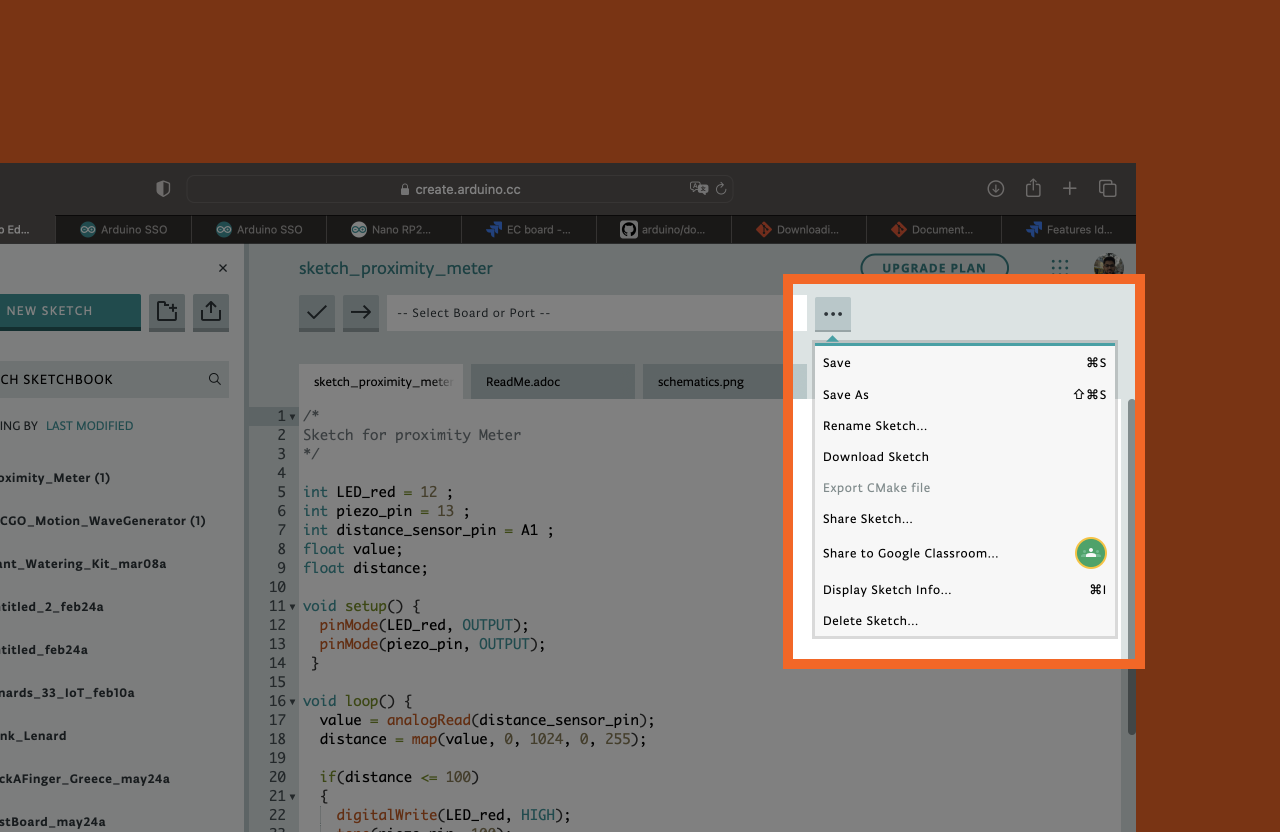 create.arduino.cc
Ed...
Arduino SSO
Arduino SSO
Nano RP2...
EC board -...
arduino/do...
Downloadi...
Document...
Features Id...
sketch_proximity_meter
UPGRADE PLAN
NEW SKETCH
-- Select Board or Port --
CH SKETCHBOOK
ING BY LAST MODIFIED
oximity_Meter (1)
CGO_Motion_WaveGenerator (1)
ant_Watering_Kit_mar08a
ntitled_2_feb24a
ntitled_feb24a
nards_33_IoT_feb10a
nk_Lenard
ckAFinger_Greece_may24a
stBoard_may24a
sketch_proximity_meter
ReadMe.adoc
schematics.png
1 /*
2 Sketch for proximity Meter
3 */
4
5 int LED_red = 12 ;
6 int piezo_pin = 13 ;
7 int distance_sensor_pin = A1 ;
8 float value;
9 float distance;
10
11 void setup() {
12 pinMode(LED_red, OUTPUT);
13 pinMode(piezo_pin, OUTPUT);
14 }
15
16 void loop() {
17 value = analogRead(distance_sensor_pin);
18 distance = map(value, 0, 1024, 0, 255);
19
20 if(distance <= 100)
21 {
22 digitalWrite(LED_red, HIGH);
Save ⌘S
Save As ⇧⌘S
Rename Sketch...
Download Sketch
Export CMake file
Share Sketch...
Share to Google Classroom...
Display Sketch Info... ⌘I
Delete Sketch...